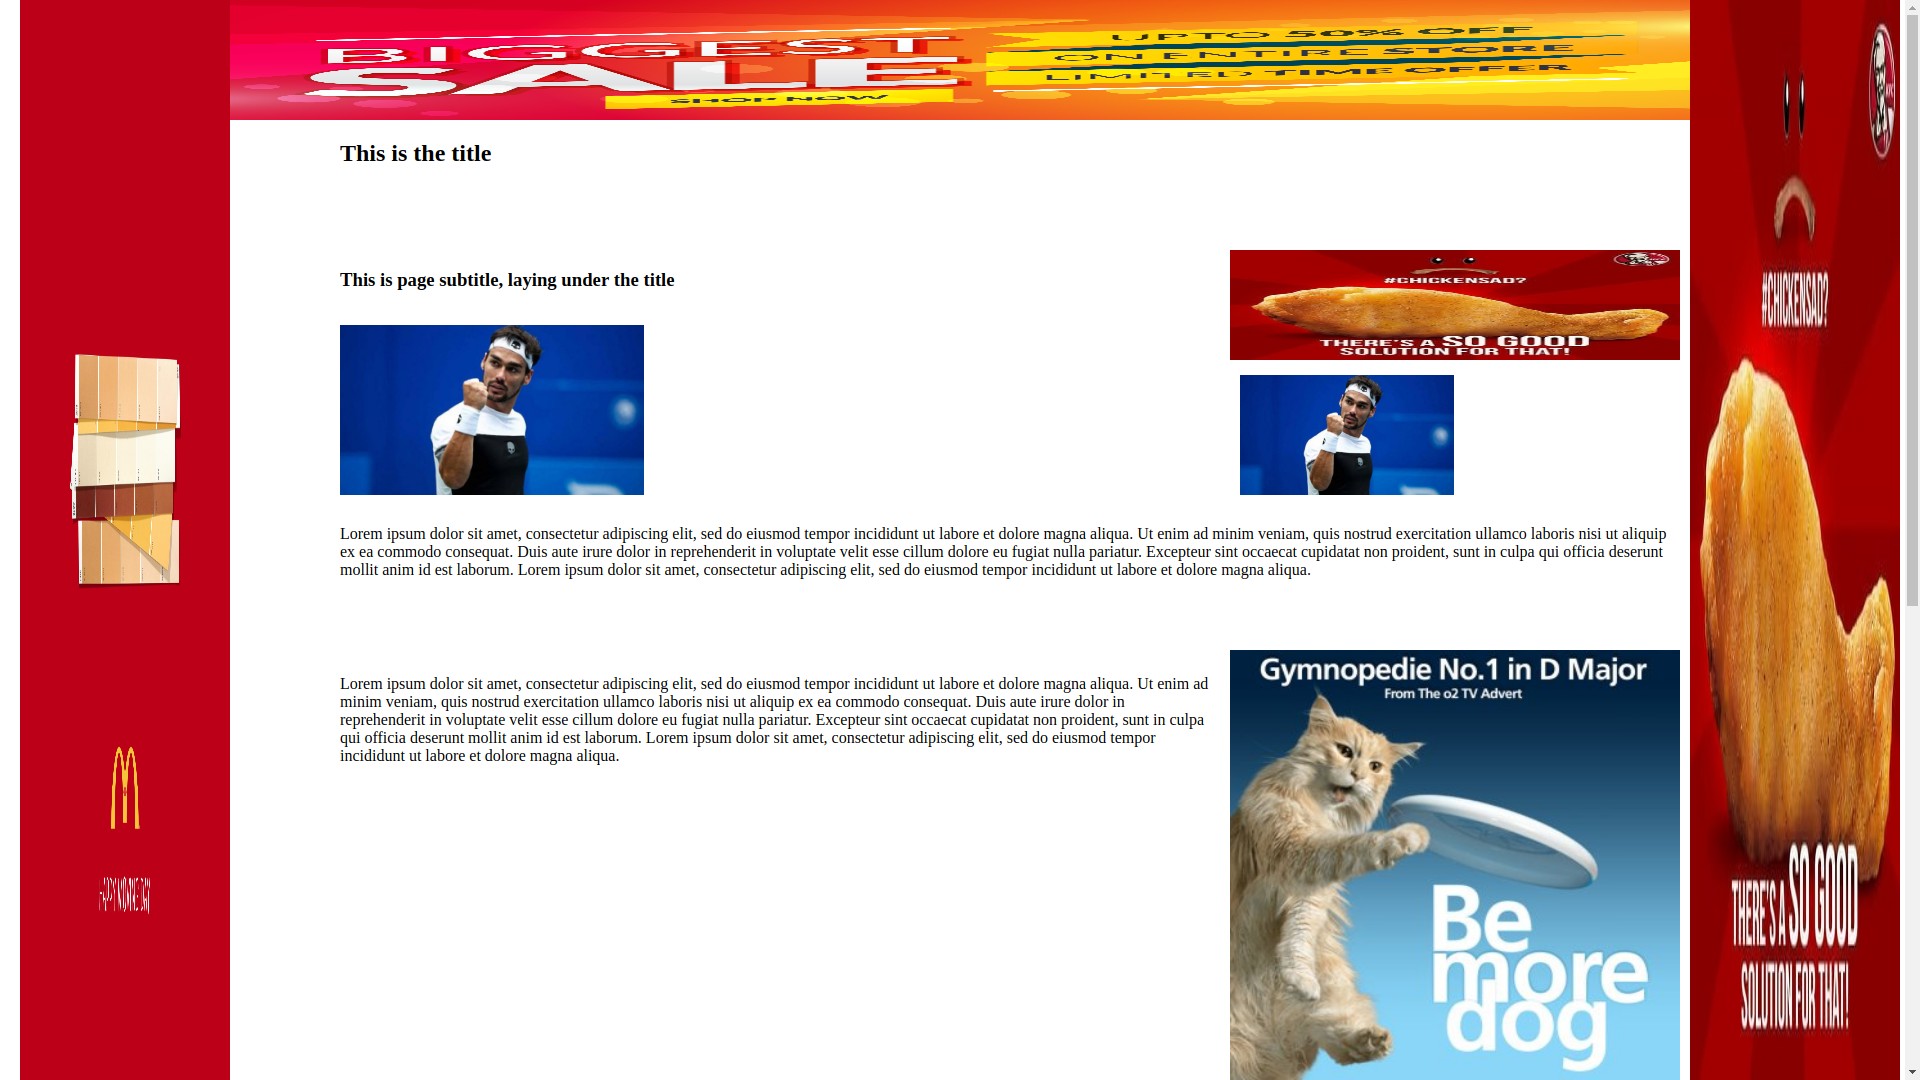 BIGGEST
SALE
SHOP NOW
UPTO 50% OFF
ON ENTIRE STORE
LIMITED TIME OFFER
This is the title
This is page subtitle, laying under the title
#CHICKENSAD?
THERE'S A SO GOOD
SOLUTION FOR THAT!
Lorem ipsum dolor sit amet, consectetur adipiscing elit, sed do eiusmod tempor incididunt ut labore et dolore magna aliqua. Ut enim ad minim veniam, quis nostrud exercitation ullamco laboris nisi ut aliquip
ex ea commodo consequat. Duis aute irure dolor in reprehenderit in voluptate velit esse cillum dolore eu fugiat nulla pariatur. Excepteur sint occaecat cupidatat non proident, sunt in culpa qui officia deserunt
mollit anim id est laborum. Lorem ipsum dolor sit amet, consectetur adipiscing elit, sed do eiusmod tempor incididunt ut labore et dolore magna aliqua.
Lorem ipsum dolor sit amet, consectetur adipiscing elit, sed do eiusmod tempor incididunt ut labore et dolore magna aliqua. Ut enim ad
minim veniam, quis nostrud exercitation ullamco laboris nisi ut aliquip ex ea commodo consequat. Duis aute irure dolor in
reprehenderit in voluptate velit esse cillum dolore eu fugiat nulla pariatur. Excepteur sint occaecat cupidatat non proident, sunt in culpa
qui officia deserunt mollit anim id est laborum. Lorem ipsum dolor sit amet, consectetur adipiscing elit, sed do eiusmod tempor
incididunt ut labore et dolore magna aliqua.
Gymnopedie No.1 in D Major
From The o2 TV Advert
Be
more
dog
#CHICKENSAD?
THERE'S A SO GOOD
SOLUTION FOR THAT!